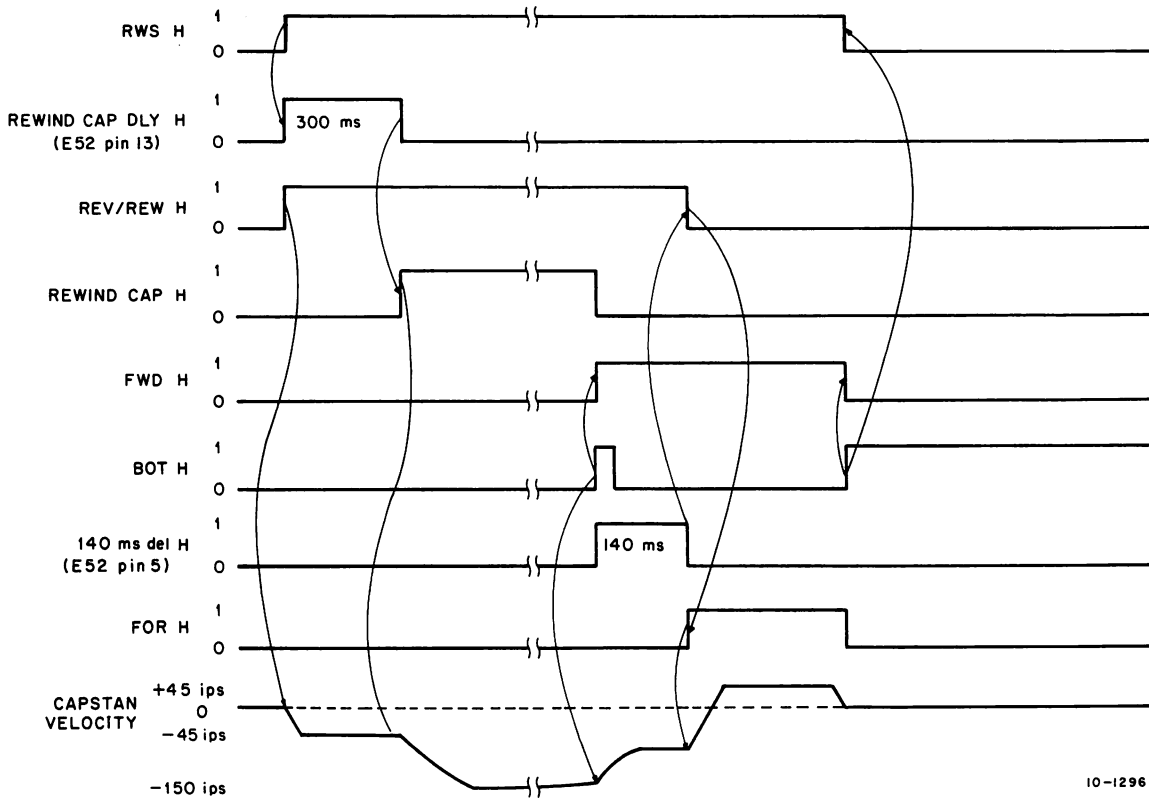 RWS H
1
0
REWIND CAP DLY H
(E52 pin 13)
1
0
300 ms
REV/REW H
1
0
REWIND CAP H
1
0
FWD H
1
0
BOT H
1
0
140 ms del H
(E52 pin 5)
1
0
140 ms
FOR H
1
0
CAPSTAN
VELOCITY
+45 ips
0
-45 ips
-150 ips
10-1296